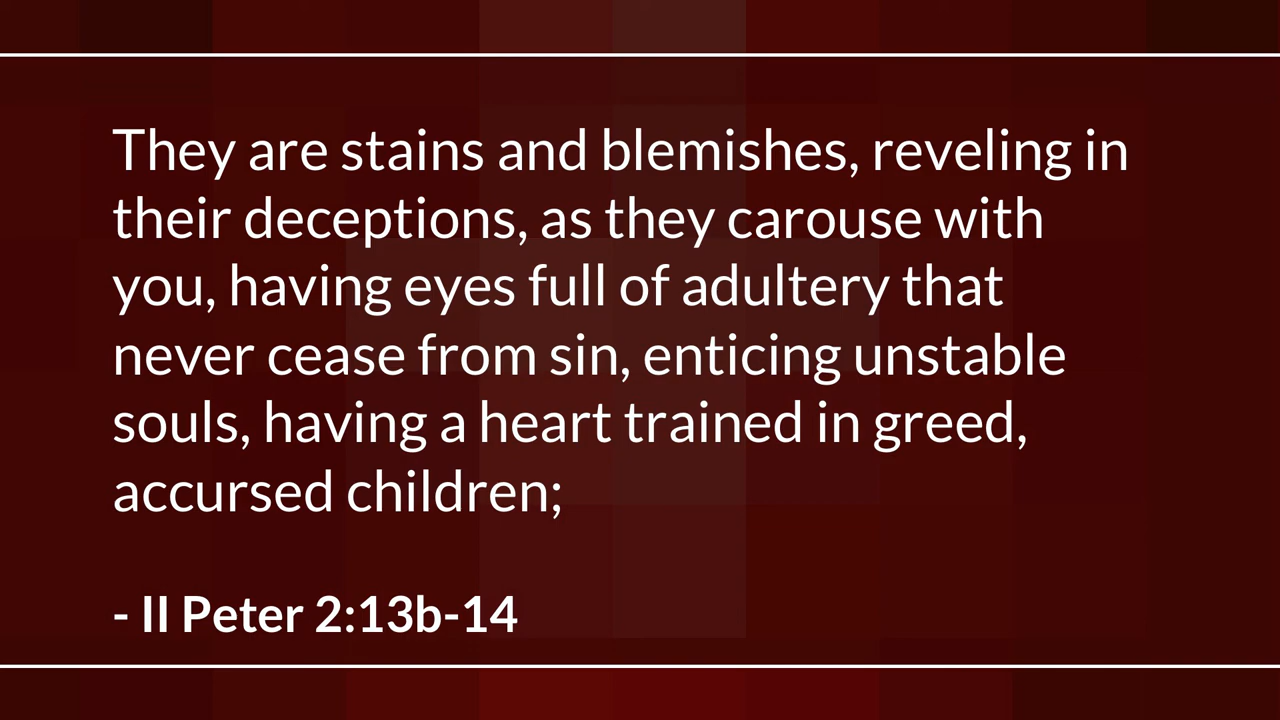 They are stains and blemishes, reveling in
their deceptions, as they carouse with
you, having eyes full of adultery that
never cease from sin, enticing unstable
souls, having a heart trained in greed,
accursed children;
- II Peter 2:13b-14